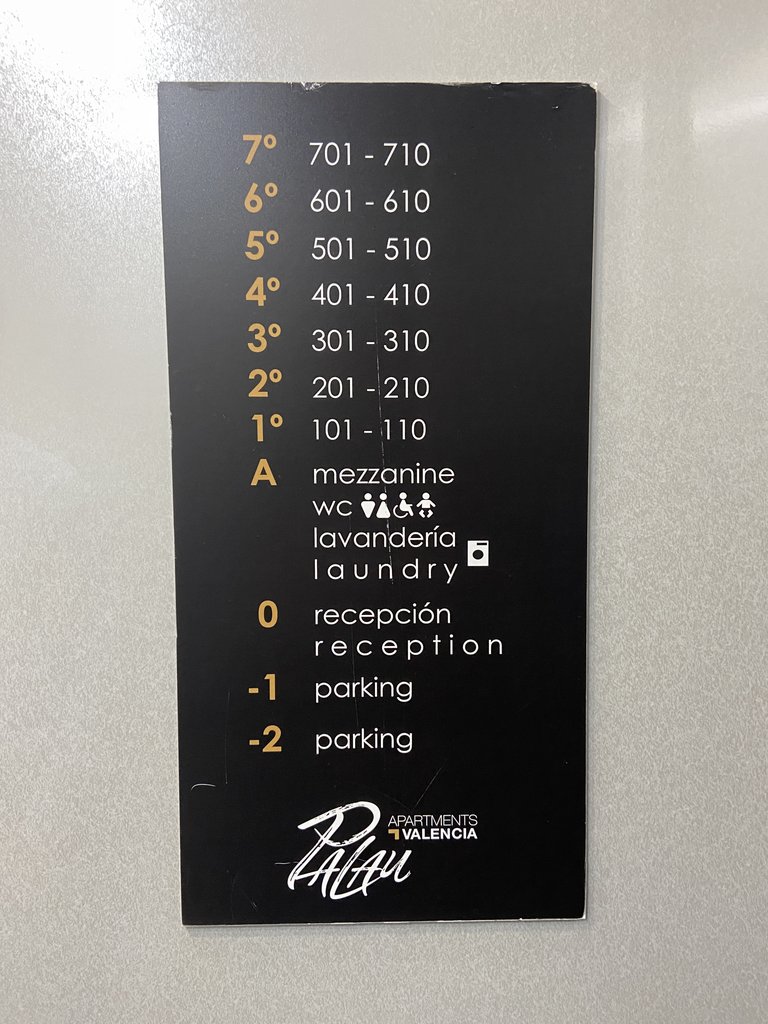 7º 701 - 710
6º 601 - 610
5º 501 - 510
4º 401 - 410
3º 301 - 310
2º 201 - 210
1º 101 - 110
A mezzanine
wc
lavandería
laundry
0 recepción
reception
-1 parking
-2 parking
PALAU
APARTMENTS
VALENCIA